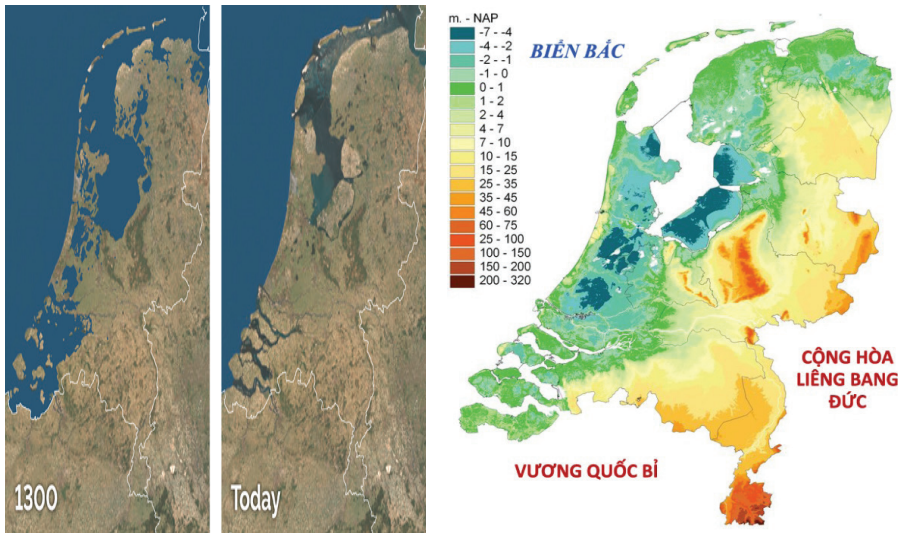 1300
Today
m. - NAP
-7 - -4
-4 - -2
-2 - -1
-1 - 0
0 - 1
1 - 2
2 - 4
4 - 7
7 - 10
10 - 15
15 - 25
25 - 35
35 - 45
45 - 60
60 - 75
25 - 100
100 - 150
150 - 200
200 - 320
BIỂN BẮC
CỘNG HÒA
LIÊNG BANG
ĐỨC
VƯƠNG QUỐC BỈ